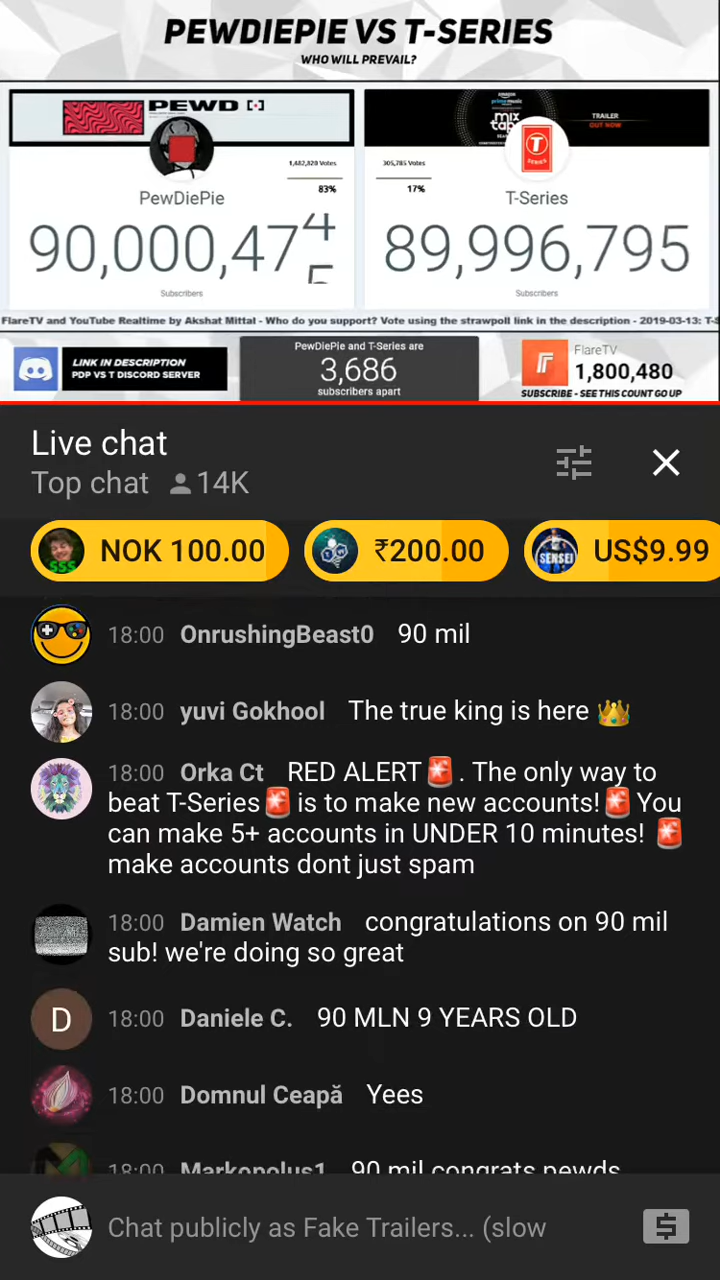 PEWDIEPIE VS T-SERIES
WHO WILL PREVAIL?
PEWD
1,482,820 Votes
83%
PewDiePie
90,000,47
Subscribers
amazon
prime music
mix
tap
TRAILER
OUT NOW
T
SERIES
305,785 Votes
17%
T-Series
89,996,795
Subscribers
FlareTV and YouTube Realtime by Akshat Mittal - Who do you support? Vote using the strawpoll link in the description - 2019-03-13: T-S
LINK IN DESCRIPTION
PDP VS T DISCORD SERVER
PewDiePie and T-Series are
3,686
subscribers apart
FlareTV
1,800,480
SUBSCRIBE - SEE THIS COUNT GO UP
Live chat
Top chat 14K
$$$ NOK 100.00 ₹200.00 SENSEI US$9.99
18:00 OnrushingBeast0 90 mil
18:00 yuvi Gokhool The true king is here 👑
18:00 Orka Ct RED ALERT🚨. The only way to
beat T-Series🚨is to make new accounts!🚨You
can make 5+ accounts in UNDER 10 minutes! 🚨
make accounts dont just spam
18:00 Damien Watch congratulations on 90 mil
sub! we're doing so great
D 18:00 Daniele C. 90 MLN 9 YEARS OLD
18:00 Domnul Ceapă Yees
18:00 Markopolus1 90 mil congrats pewds
Chat publicly as Fake Trailers... (slow